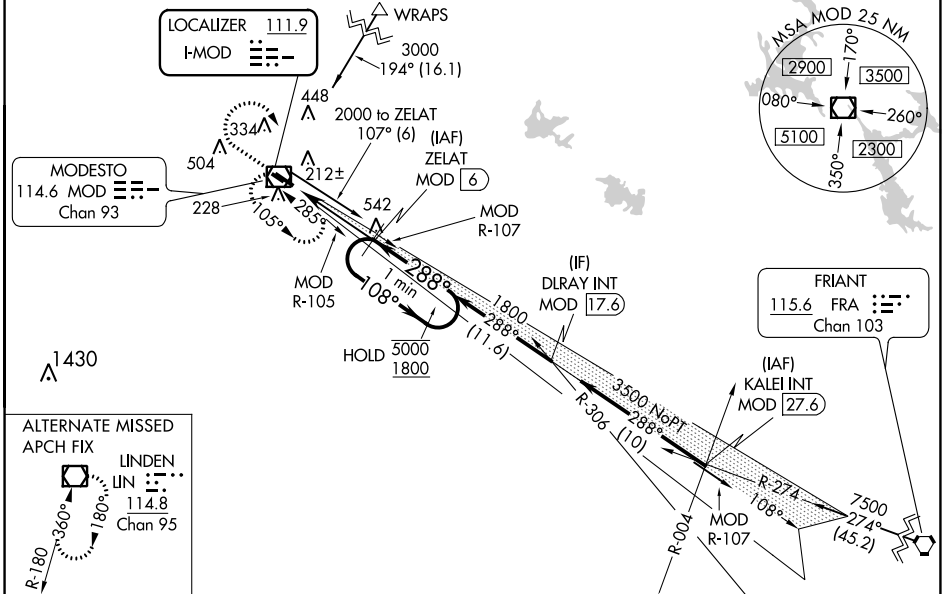 LOCALIZER 111.9
I-MOD
WRAPS
3000
194° (16.1)
MSA MOD 25 NM
170°
2900
3500
080°
260°
5100
2300
350°
448
334
504
212±
2000 to ZELAT
107° (6)
(IAF)
ZELAT
MOD 6
MODESTO
114.6 MOD
Chan 93
228
105°
285°
542
MOD
R-107
MOD
R-105
288°
1 min
108°
HOLD 5000
1800
1800
288°
(11.6)
(IF)
DLRAY INT
MOD 17.6
FRIANT
115.6 FRA
Chan 103
(IAF)
KALEI INT
MOD 27.6
3500 NoPT
288°
(10)
R-306
R-274
7500
274°
(45.2)
108°
MOD
R-107
R-004
1430
ALTERNATE MISSED
APCH FIX
LINDEN
LIN
114.8
Chan 95
360°
180°
R-180